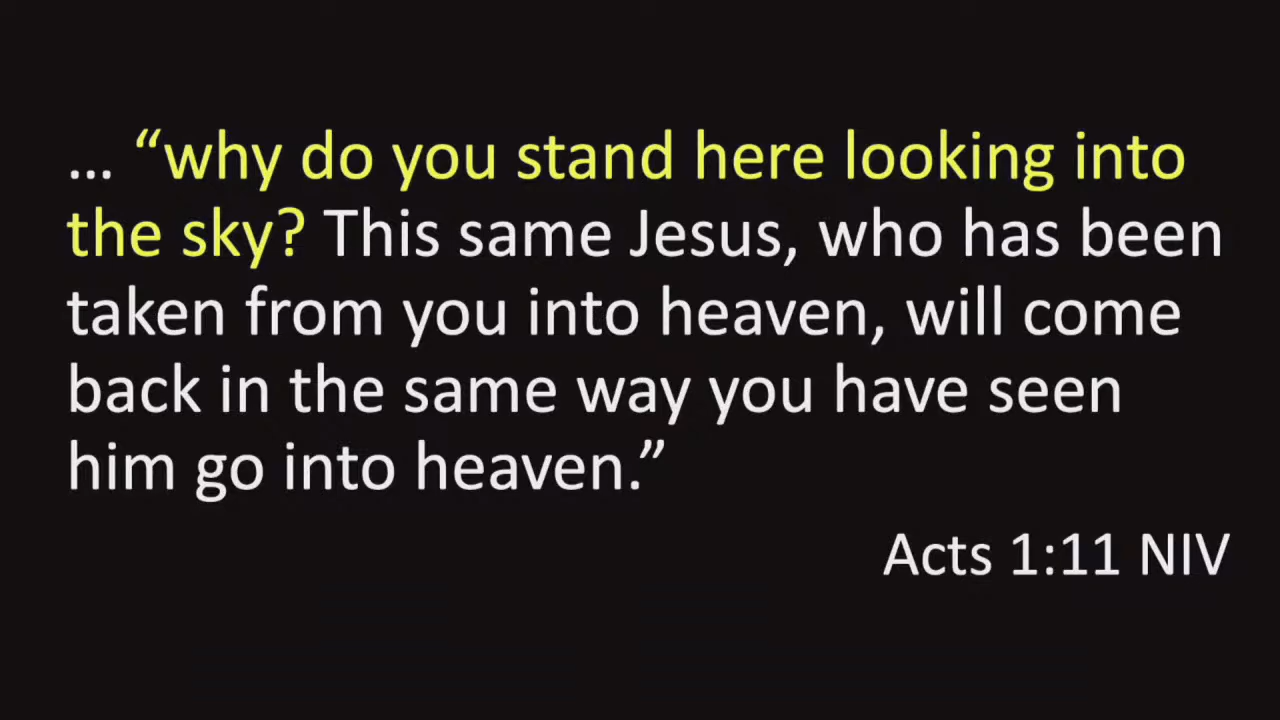 … “why do you stand here looking into
the sky? This same Jesus, who has been
taken from you into heaven, will come
back in the same way you have seen
him go into heaven.”
Acts 1:11 NIV